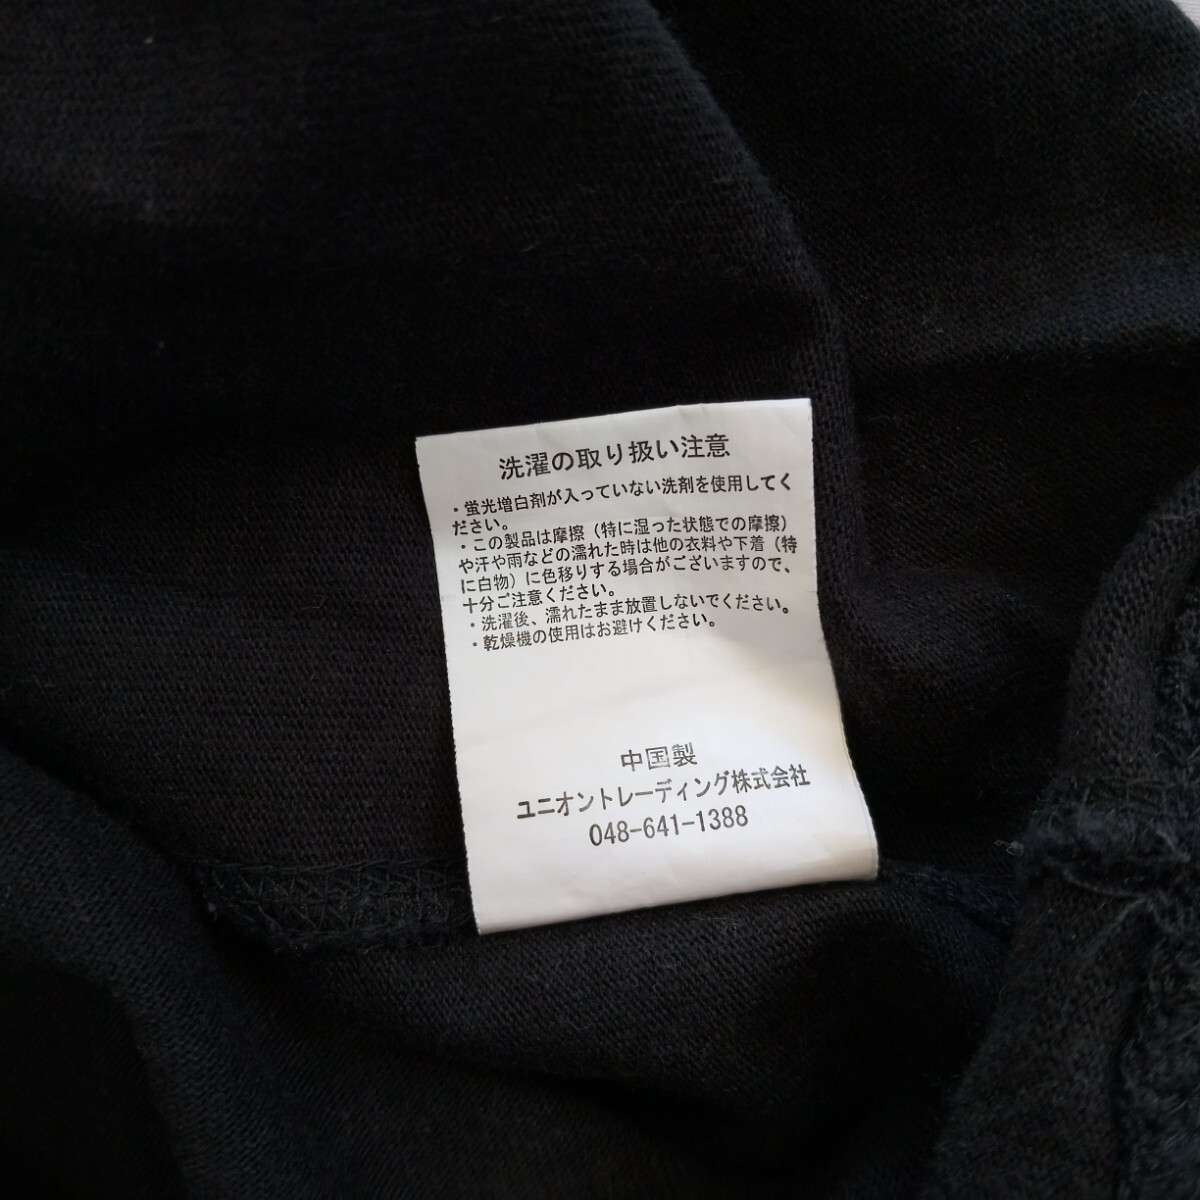 洗濯の取り扱い注意
・蛍光増白剤が入っていない洗剤を使用してく
ださい。
・この製品は摩擦（特に湿った状態での摩擦）
や汗や雨などの濡れた時は他の衣料や下着（特
に白物）に色移りする場合がございますので、
十分ご注意ください。
・洗濯後、濡れたまま放置しないでください。
・乾燥機の使用はお避けください。
中国製
ユニオントレーディング株式会社
048-641-1388